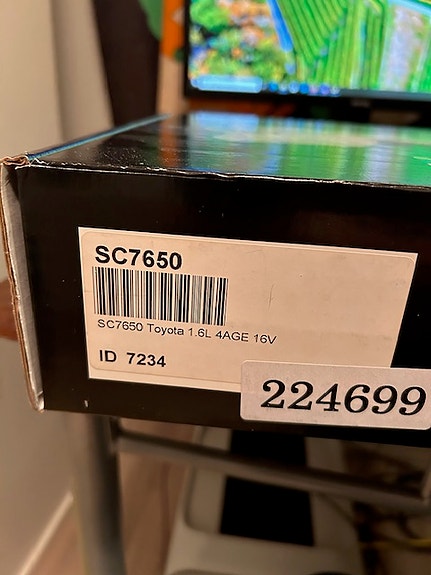 SC7650
SC7650 Toyota 1.6L 4AGE 16V
ID 7234
224699